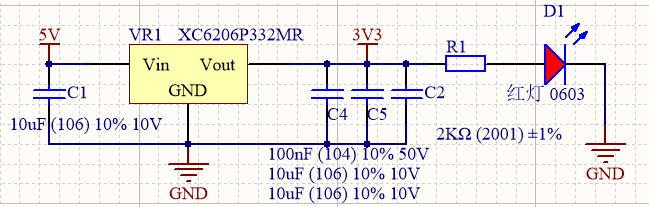 D1
5V
VR1
XC6206P332MR
3V3
R1
Vin
Vout
GND
C1
C4
C5
C2
红灯 0603
10uF (106) 10% 10V
2KΩ (2001) ±1%
100nF (104) 10% 50V
10uF (106) 10% 10V
10uF (106) 10% 10V
GND
GND